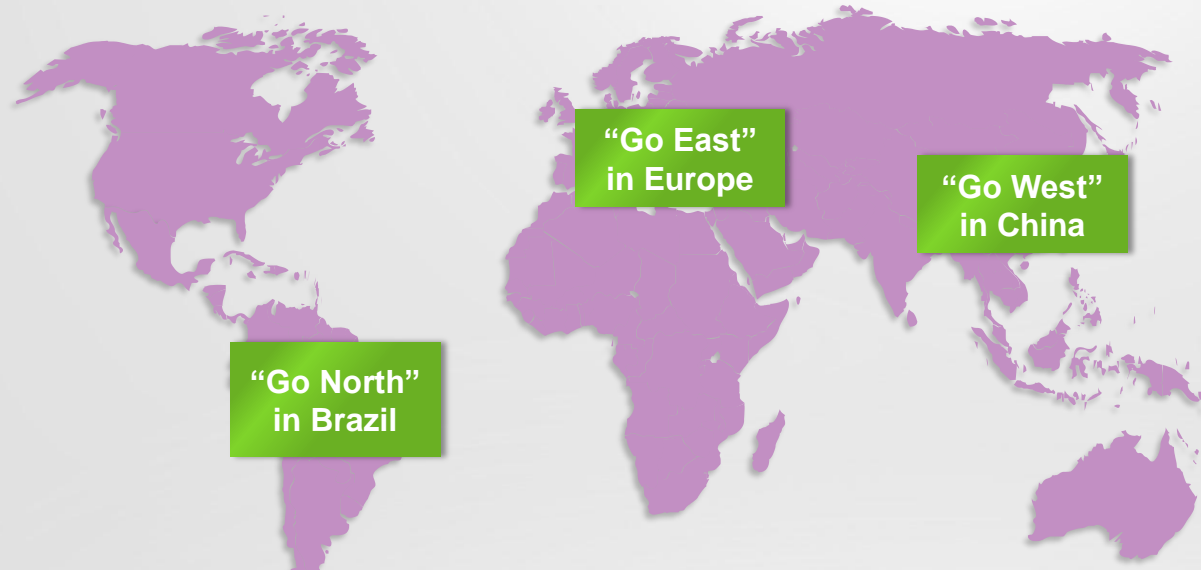 “Go East”
in Europe
“Go West”
in China
“Go North”
in Brazil